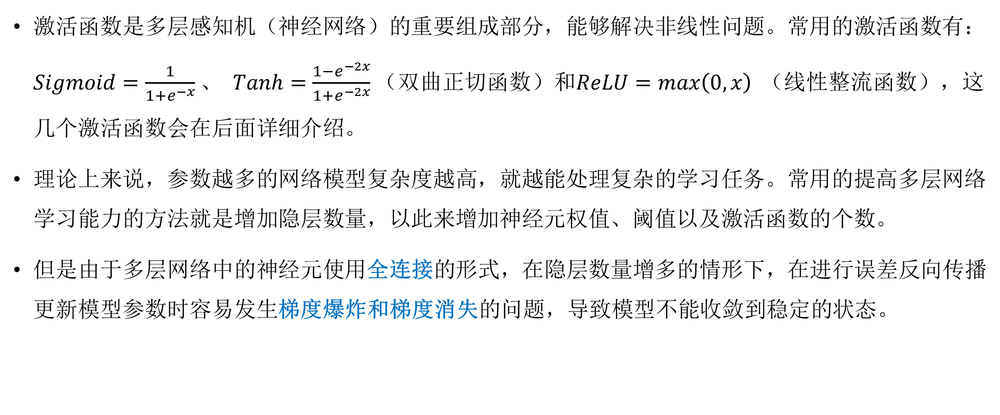 • 激活函数是多层感知机（神经网络）的重要组成部分，能够解决非线性问题。常用的激活函数有：
Sigmoid = \frac{1}{1+e^{-x}}、 Tanh = \frac{1-e^{-2x}}{1+e^{-2x}}（双曲正切函数）和ReLU = max(0, x) （线性整流函数），这
几个激活函数会在后面详细介绍。
• 理论上来说，参数越多的网络模型复杂度越高，就越能处理复杂的学习任务。常用的提高多层网络
学习能力的方法就是增加隐层数量，以此来增加神经元权值、阈值以及激活函数的个数。
• 但是由于多层网络中的神经元使用全连接的形式，在隐层数量增多的情形下，在进行误差反向传播
更新模型参数时容易发生梯度爆炸和梯度消失的问题，导致模型不能收敛到稳定的状态。